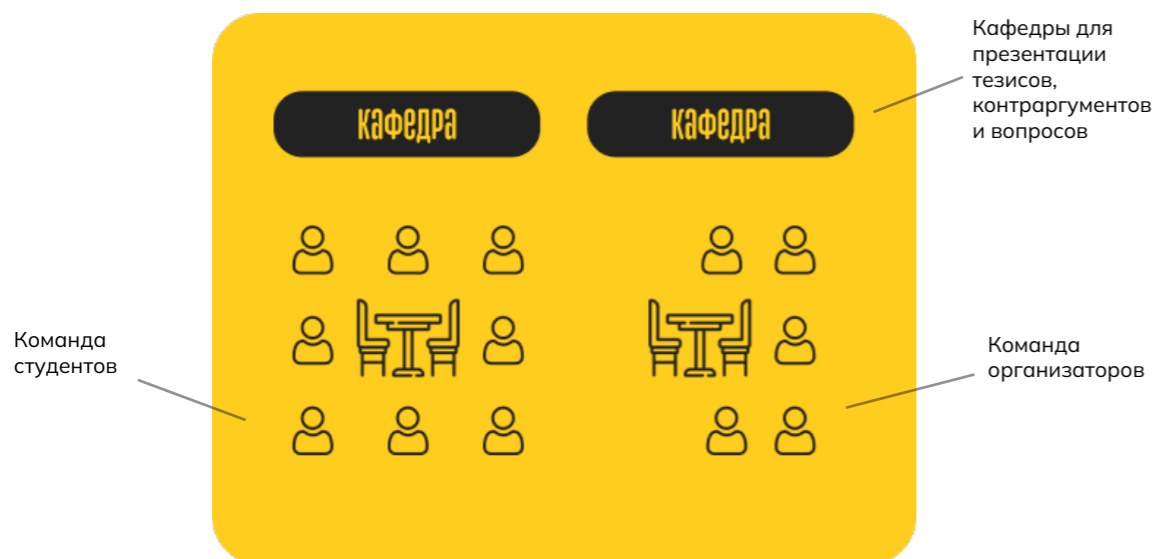 Кафедры для
презентации
тезисов,
контраргументов
и вопросов
кафедра
кафедра
Команда
студентов
Команда
организаторов